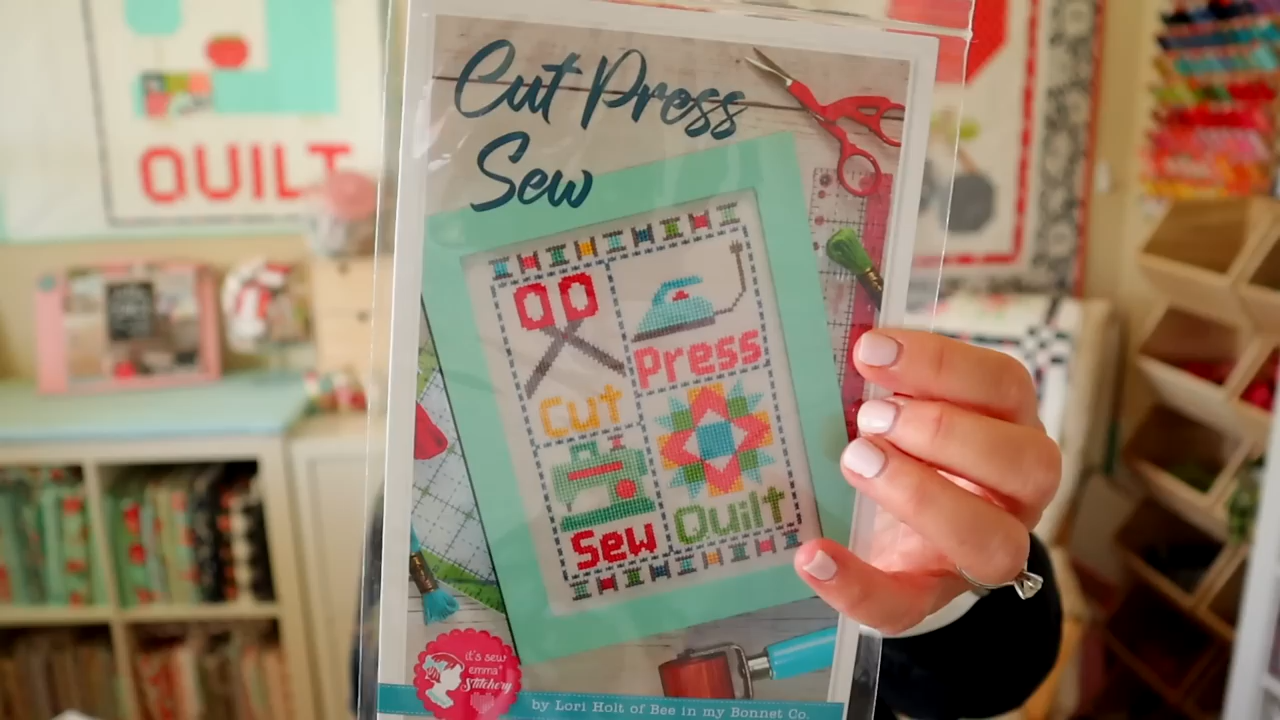 QUILT
Cut Press
Sew
Press
Cut
Sew
Quilt
it's sew
emma®
Stitchery
by Lori Holt of Bee in my Bonnet Co.